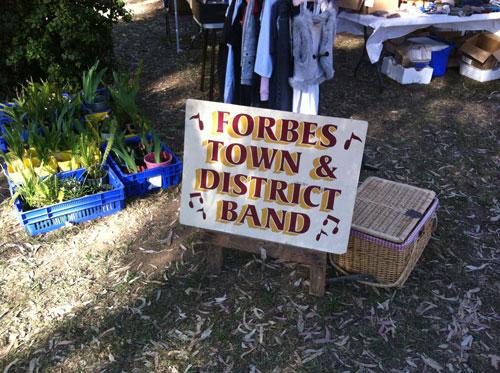 FORBES
TOWN &
DISTRICT
BAND